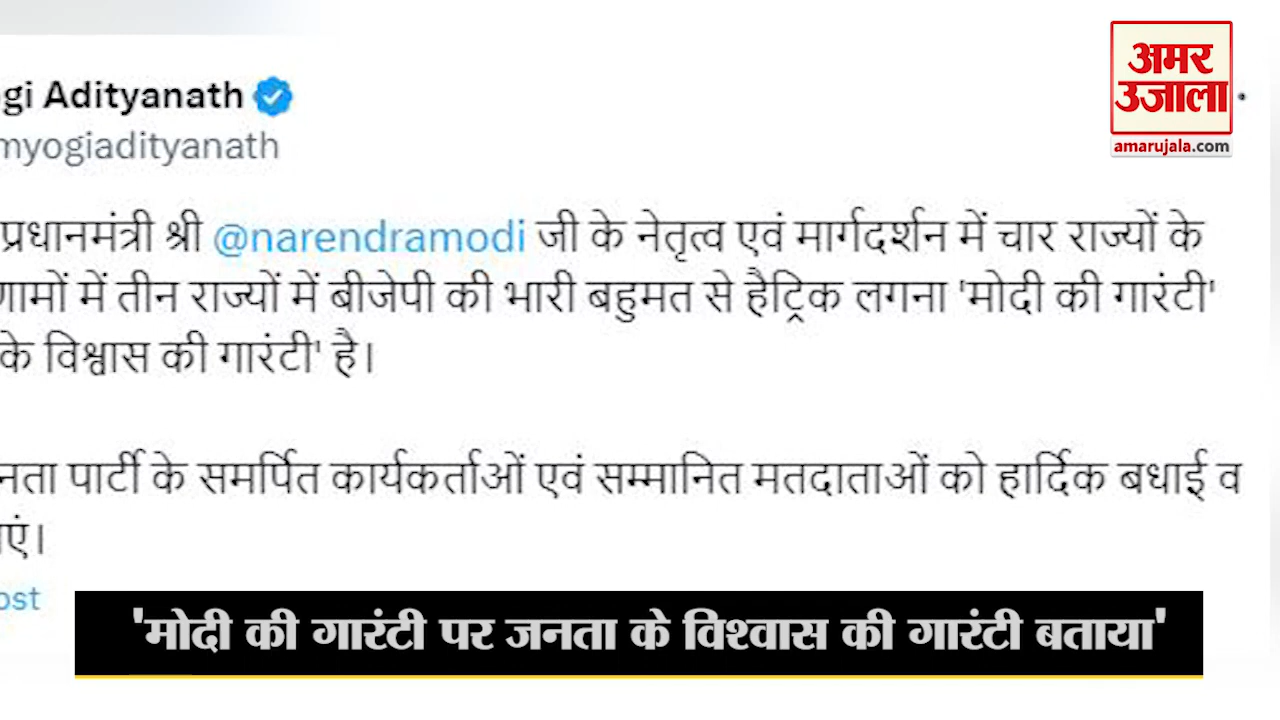 अमर
उजाला
amarujala.com
gi Adityanath
myogiadityanath
प्रधानमंत्री श्री @narendramodi जी के नेतृत्व एवं मार्गदर्शन में चार राज्यों के
में तीन राज्यों में बीजेपी की भारी बहुमत से हैट्रिक लगना 'मोदी की गारंटी'
के विश्वास की गारंटी' है।
नता पार्टी के समर्पित कार्यकर्ताओं एवं सम्मानित मतदाताओं को हार्दिक बधाई व
एं।
ost
'मोदी की गारंटी पर जनता के विश्वास की गारंटी बताया'